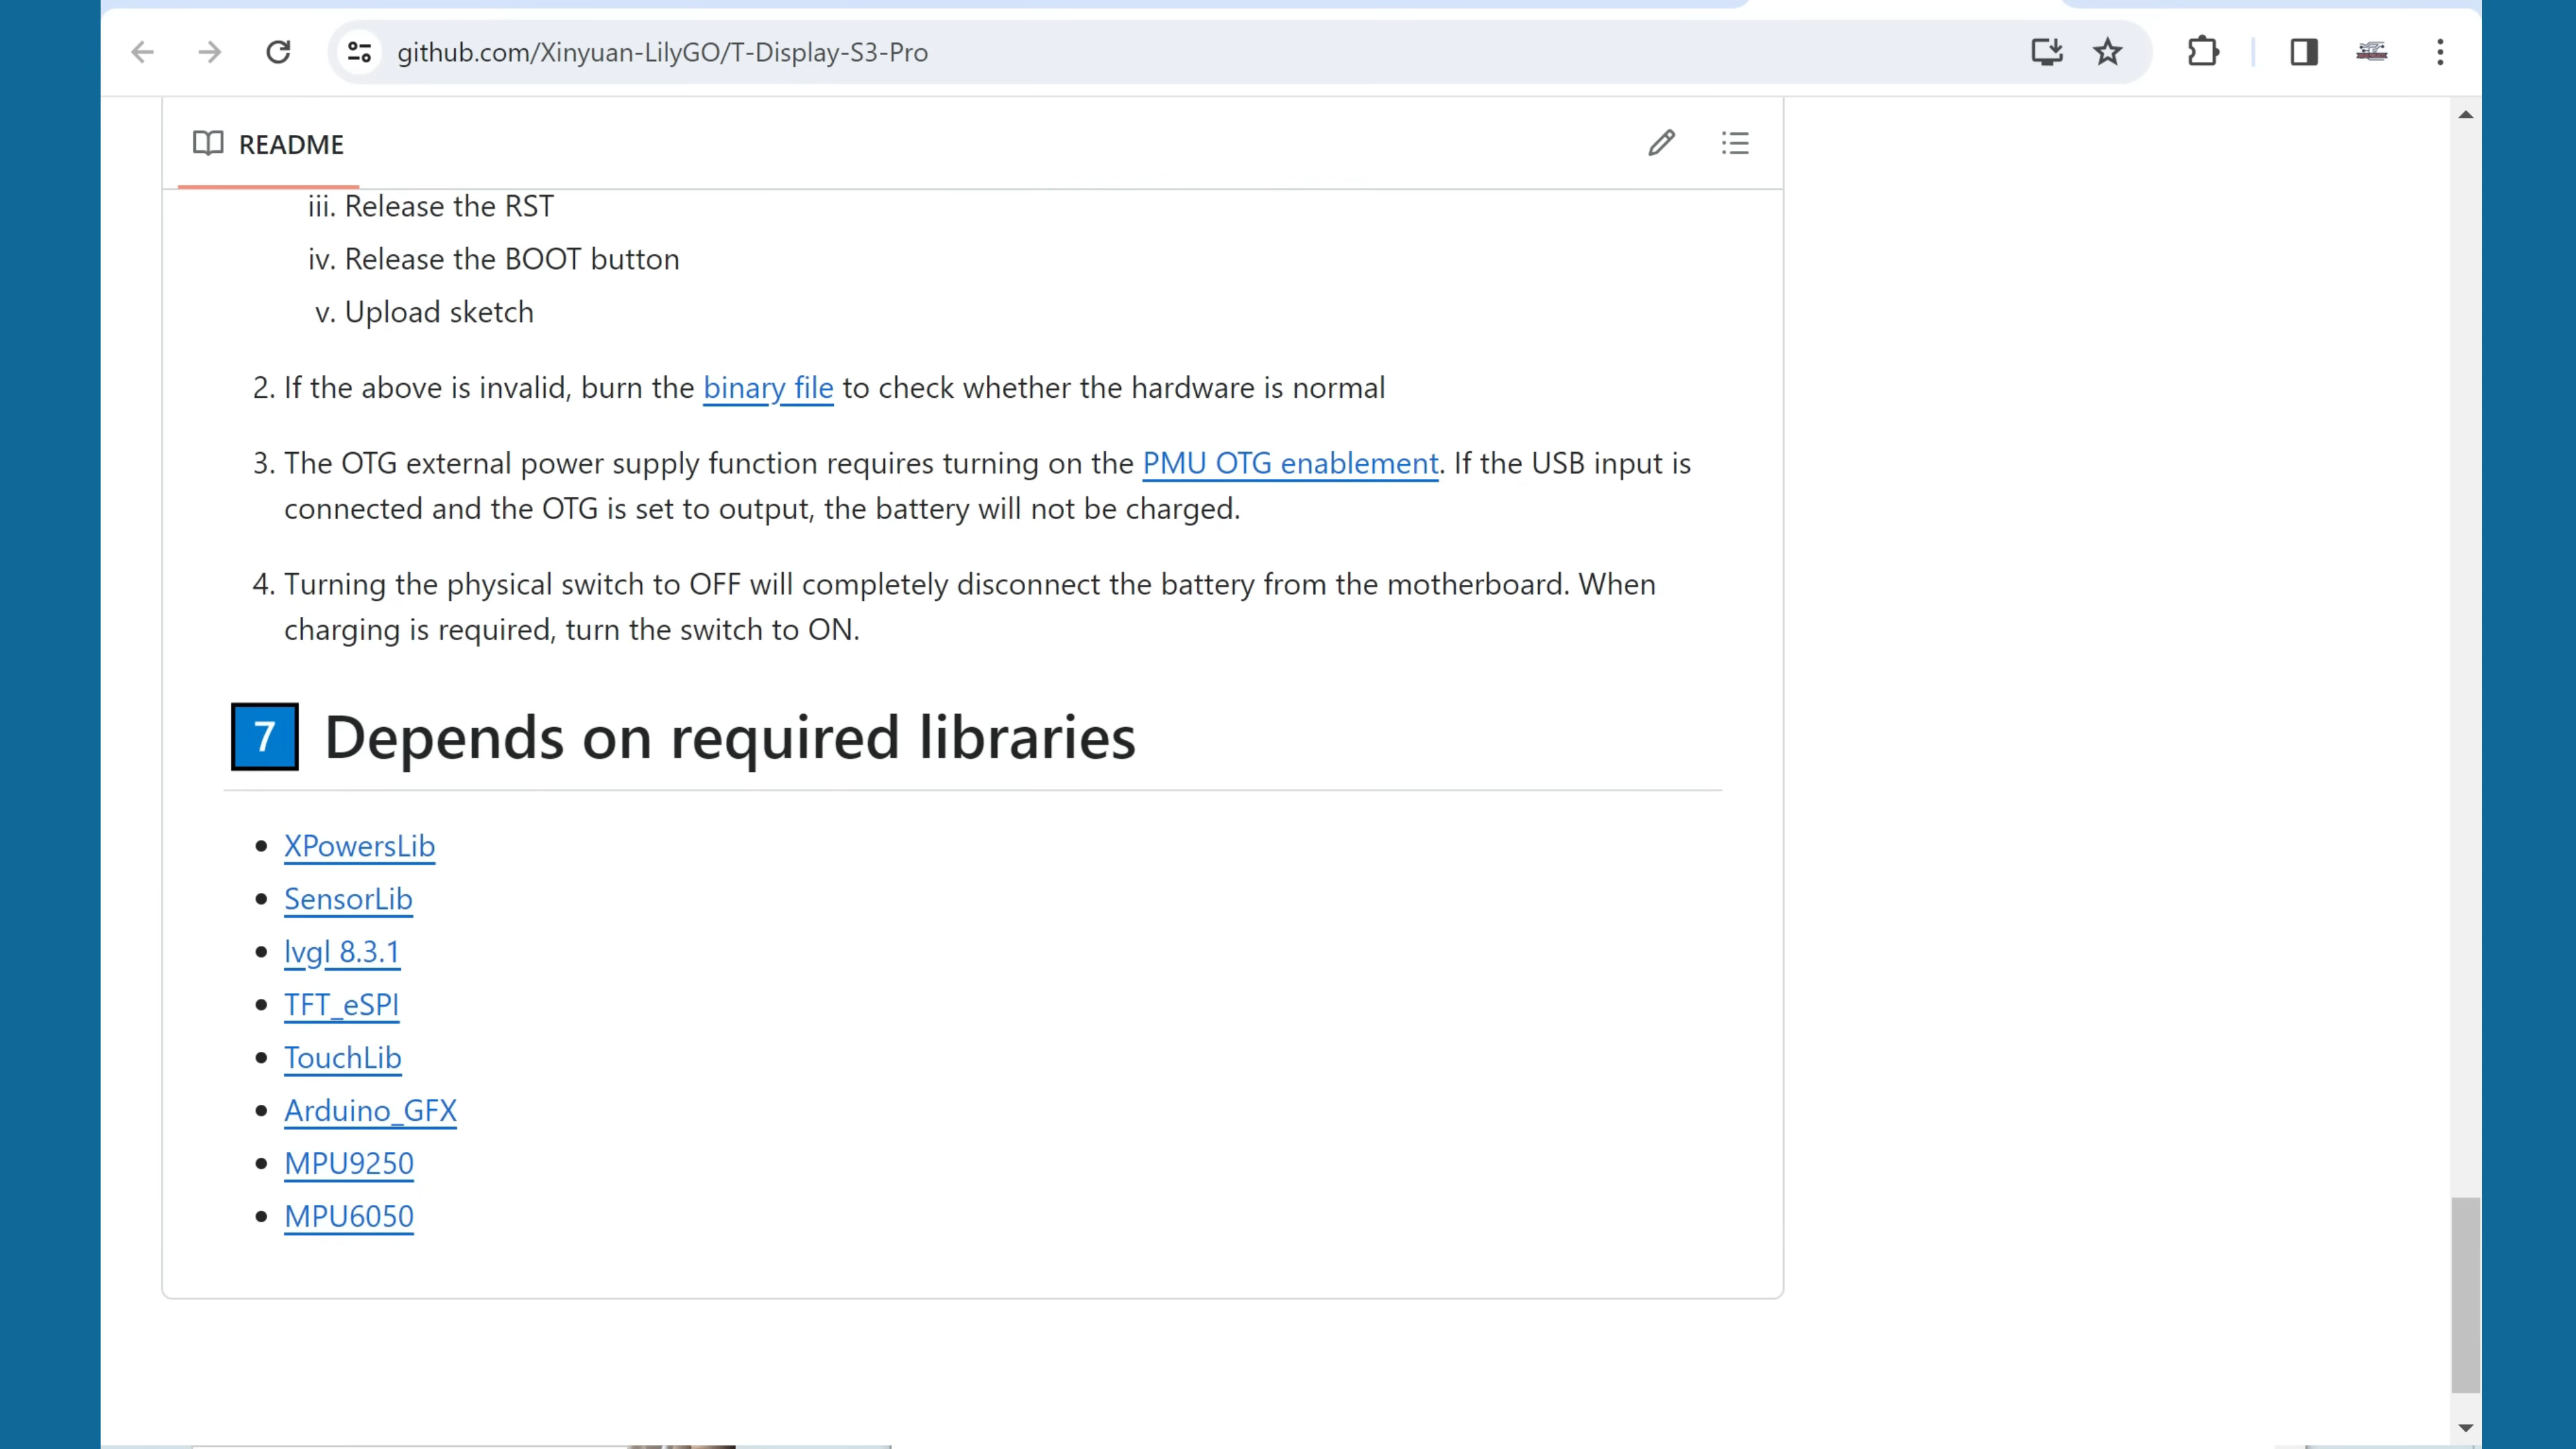 github.com/Xinyuan-LilyGO/T-Display-S3-Pro
README
iii. Release the RST
iv. Release the BOOT button
v. Upload sketch
2. If the above is invalid, burn the binary file to check whether the hardware is normal
3. The OTG external power supply function requires turning on the PMU OTG enablement. If the USB input is
connected and the OTG is set to output, the battery will not be charged.
4. Turning the physical switch to OFF will completely disconnect the battery from the motherboard. When
charging is required, turn the switch to ON.
7 Depends on required libraries
• XPowersLib
• SensorLib
• lvgl 8.3.1
• TFT_eSPI
• TouchLib
• Arduino_GFX
• MPU9250
• MPU6050